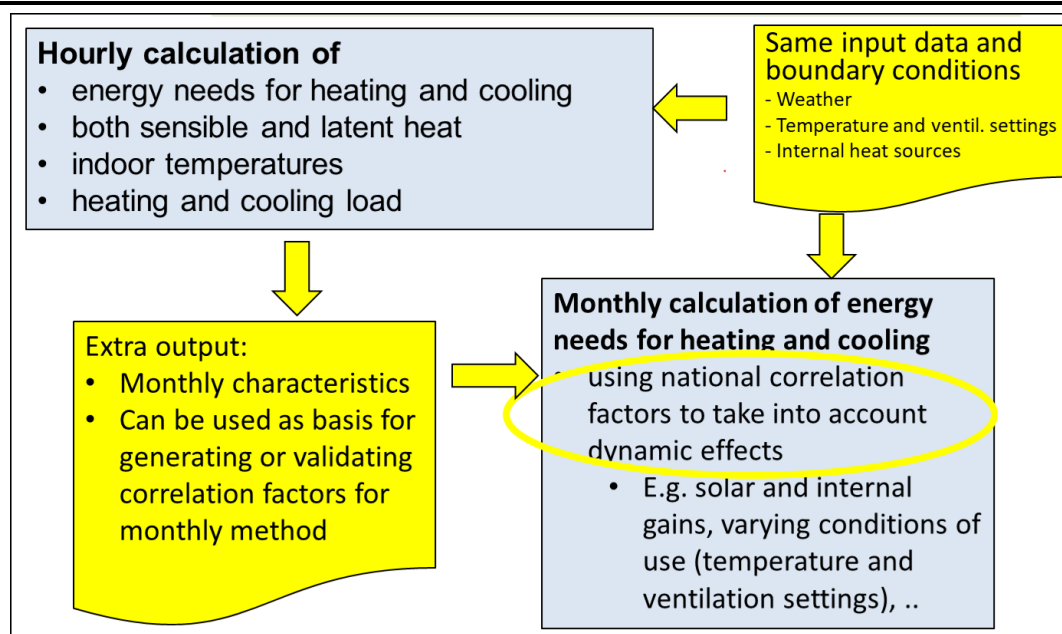 Hourly calculation of
• energy needs for heating and cooling
• both sensible and latent heat
• indoor temperatures
• heating and cooling load
Same input data and
boundary conditions
- Weather
- Temperature and ventil. settings
- Internal heat sources
Extra output:
• Monthly characteristics
• Can be used as basis for
generating or validating
correlation factors for
monthly method
Monthly calculation of energy
needs for heating and cooling
• using national correlation
factors to take into account
dynamic effects
• E.g. solar and internal
gains, varying conditions of
use (temperature and
ventilation settings), ..